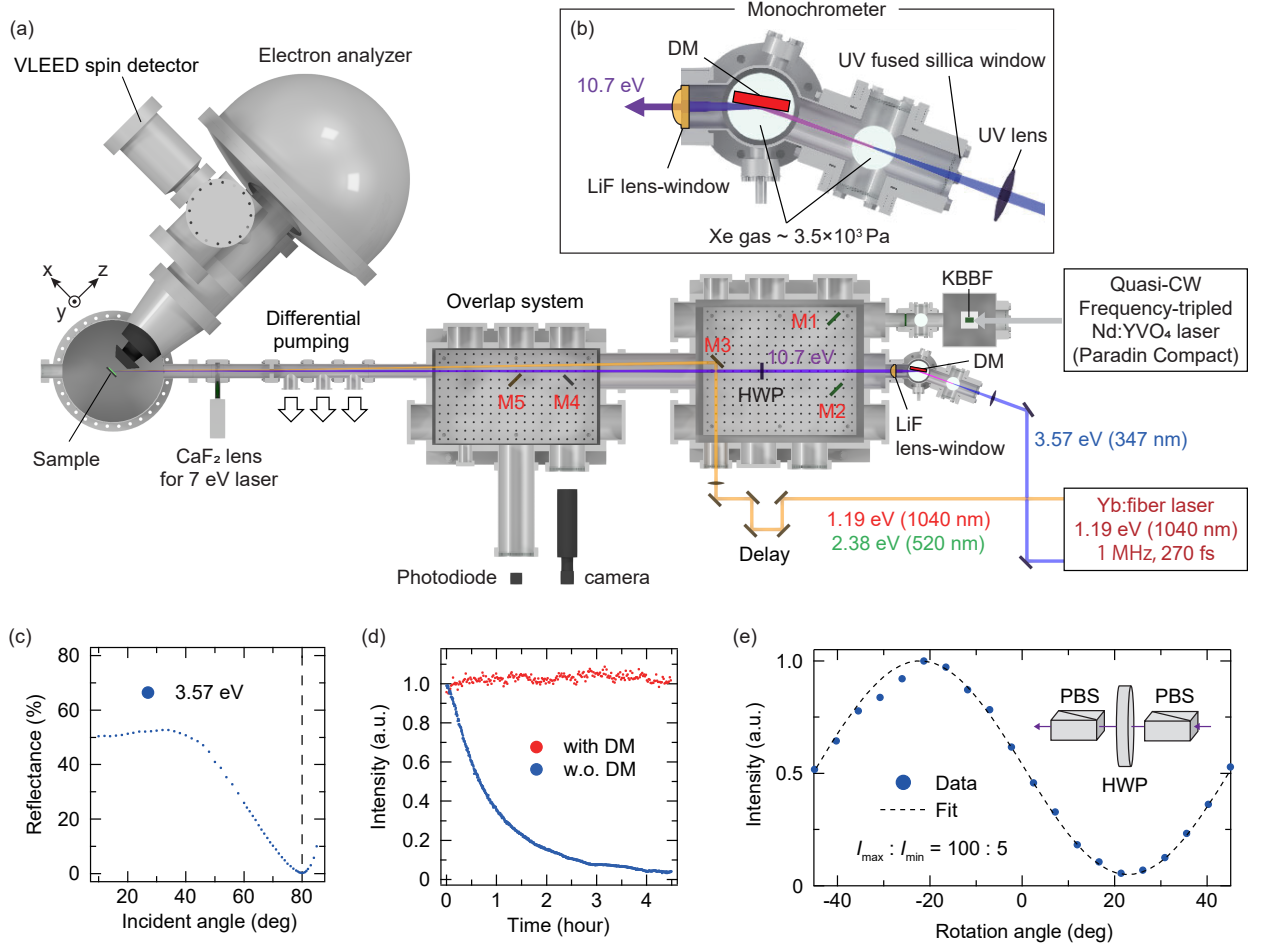 (a)
VLEED spin detector
Electron analyzer
x
z
y
Differential
pumping
Overlap system
Sample
CaF₂ lens
for 7 eV laser
M5
M4
Photodiode
camera
M3
M1
10.7 eV
HWP
M2
KBBF
DM
LiF
lens-window
Quasi-CW
Frequency-tripled
Nd:YVO₄ laser
(Paradin Compact)
3.57 eV (347 nm)
1.19 eV (1040 nm)
2.38 eV (520 nm)
Delay
Yb:fiber laser
1.19 eV (1040 nm)
1 MHz, 270 fs
(b)
Monochrometer
DM
UV fused sillica window
10.7 eV
UV lens
LiF lens-window
Xe gas ~ 3.5×10³ Pa
(c)
80
60
40
20
0
Reflectance (%)
3.57 eV
20
40
60
80
Incident angle (deg)
(d)
1.0
0.8
0.6
0.4
0.2
0
Intensity (a.u.)
with DM
w.o. DM
0
1
2
3
4
Time (hour)
(e)
1.0
0.5
0
Intensity (a.u.)
PBS
PBS
HWP
Data
Fit
Imax : Imin = 100 : 5
-40
-20
0
20
40
Rotation angle (deg)